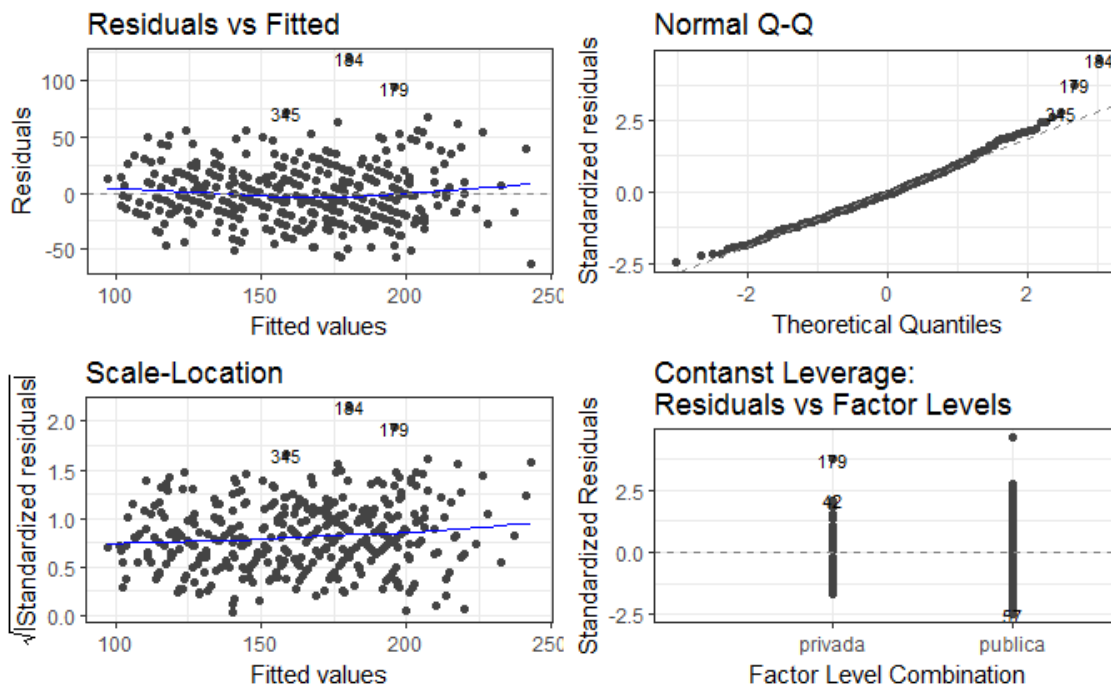 Residuals vs Fitted
Residuals
100
50
0
-50
184
179
345
100
150
200
250
Fitted values
Normal Q-Q
Standardized residuals
2.5
0.0
-2.5
184
179
345
-2
0
2
Theoretical Quantiles
Scale-Location
√|Standardized residuals|
2.0
1.5
1.0
0.5
0.0
184
179
345
100
150
200
250
Fitted values
Contanst Leverage:
Residuals vs Factor Levels
Standardized Residuals
2.5
0.0
-2.5
179
42
57
privada
publica
Factor Level Combination